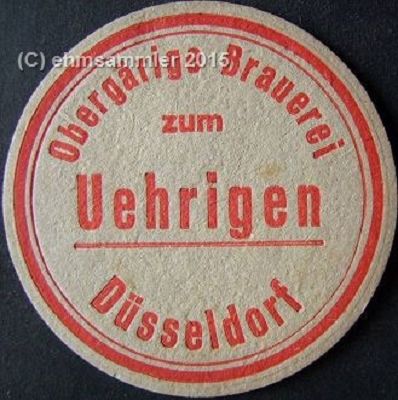 (C) ehmsammler 2015
Obergärige Brauerei
zum
Uehrigen
Düsseldorf